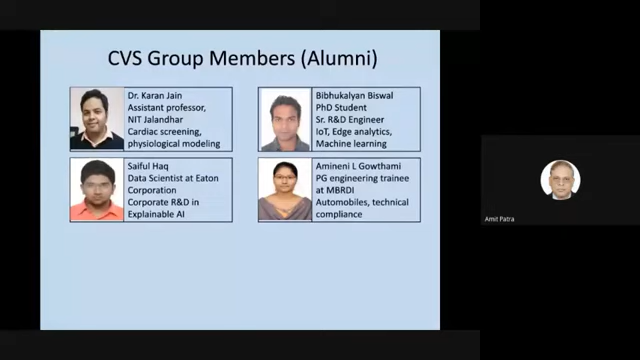 CVS Group Members (Alumni)
Dr. Karan Jain
Assistant professor,
NIT Jalandhar
Cardiac screening,
physiological modeling
Bibhukalyan Biswal
PhD Student
Sr. R&D Engineer
IoT, Edge analytics,
Machine learning
Saiful Haq
Data Scientist at Eaton
Corporation
Corporate R&D in
Explainable AI
Amineni L Gowthami
PG engineering trainee
at MBRDI
Automobiles, technical
compliance
Amit Patra